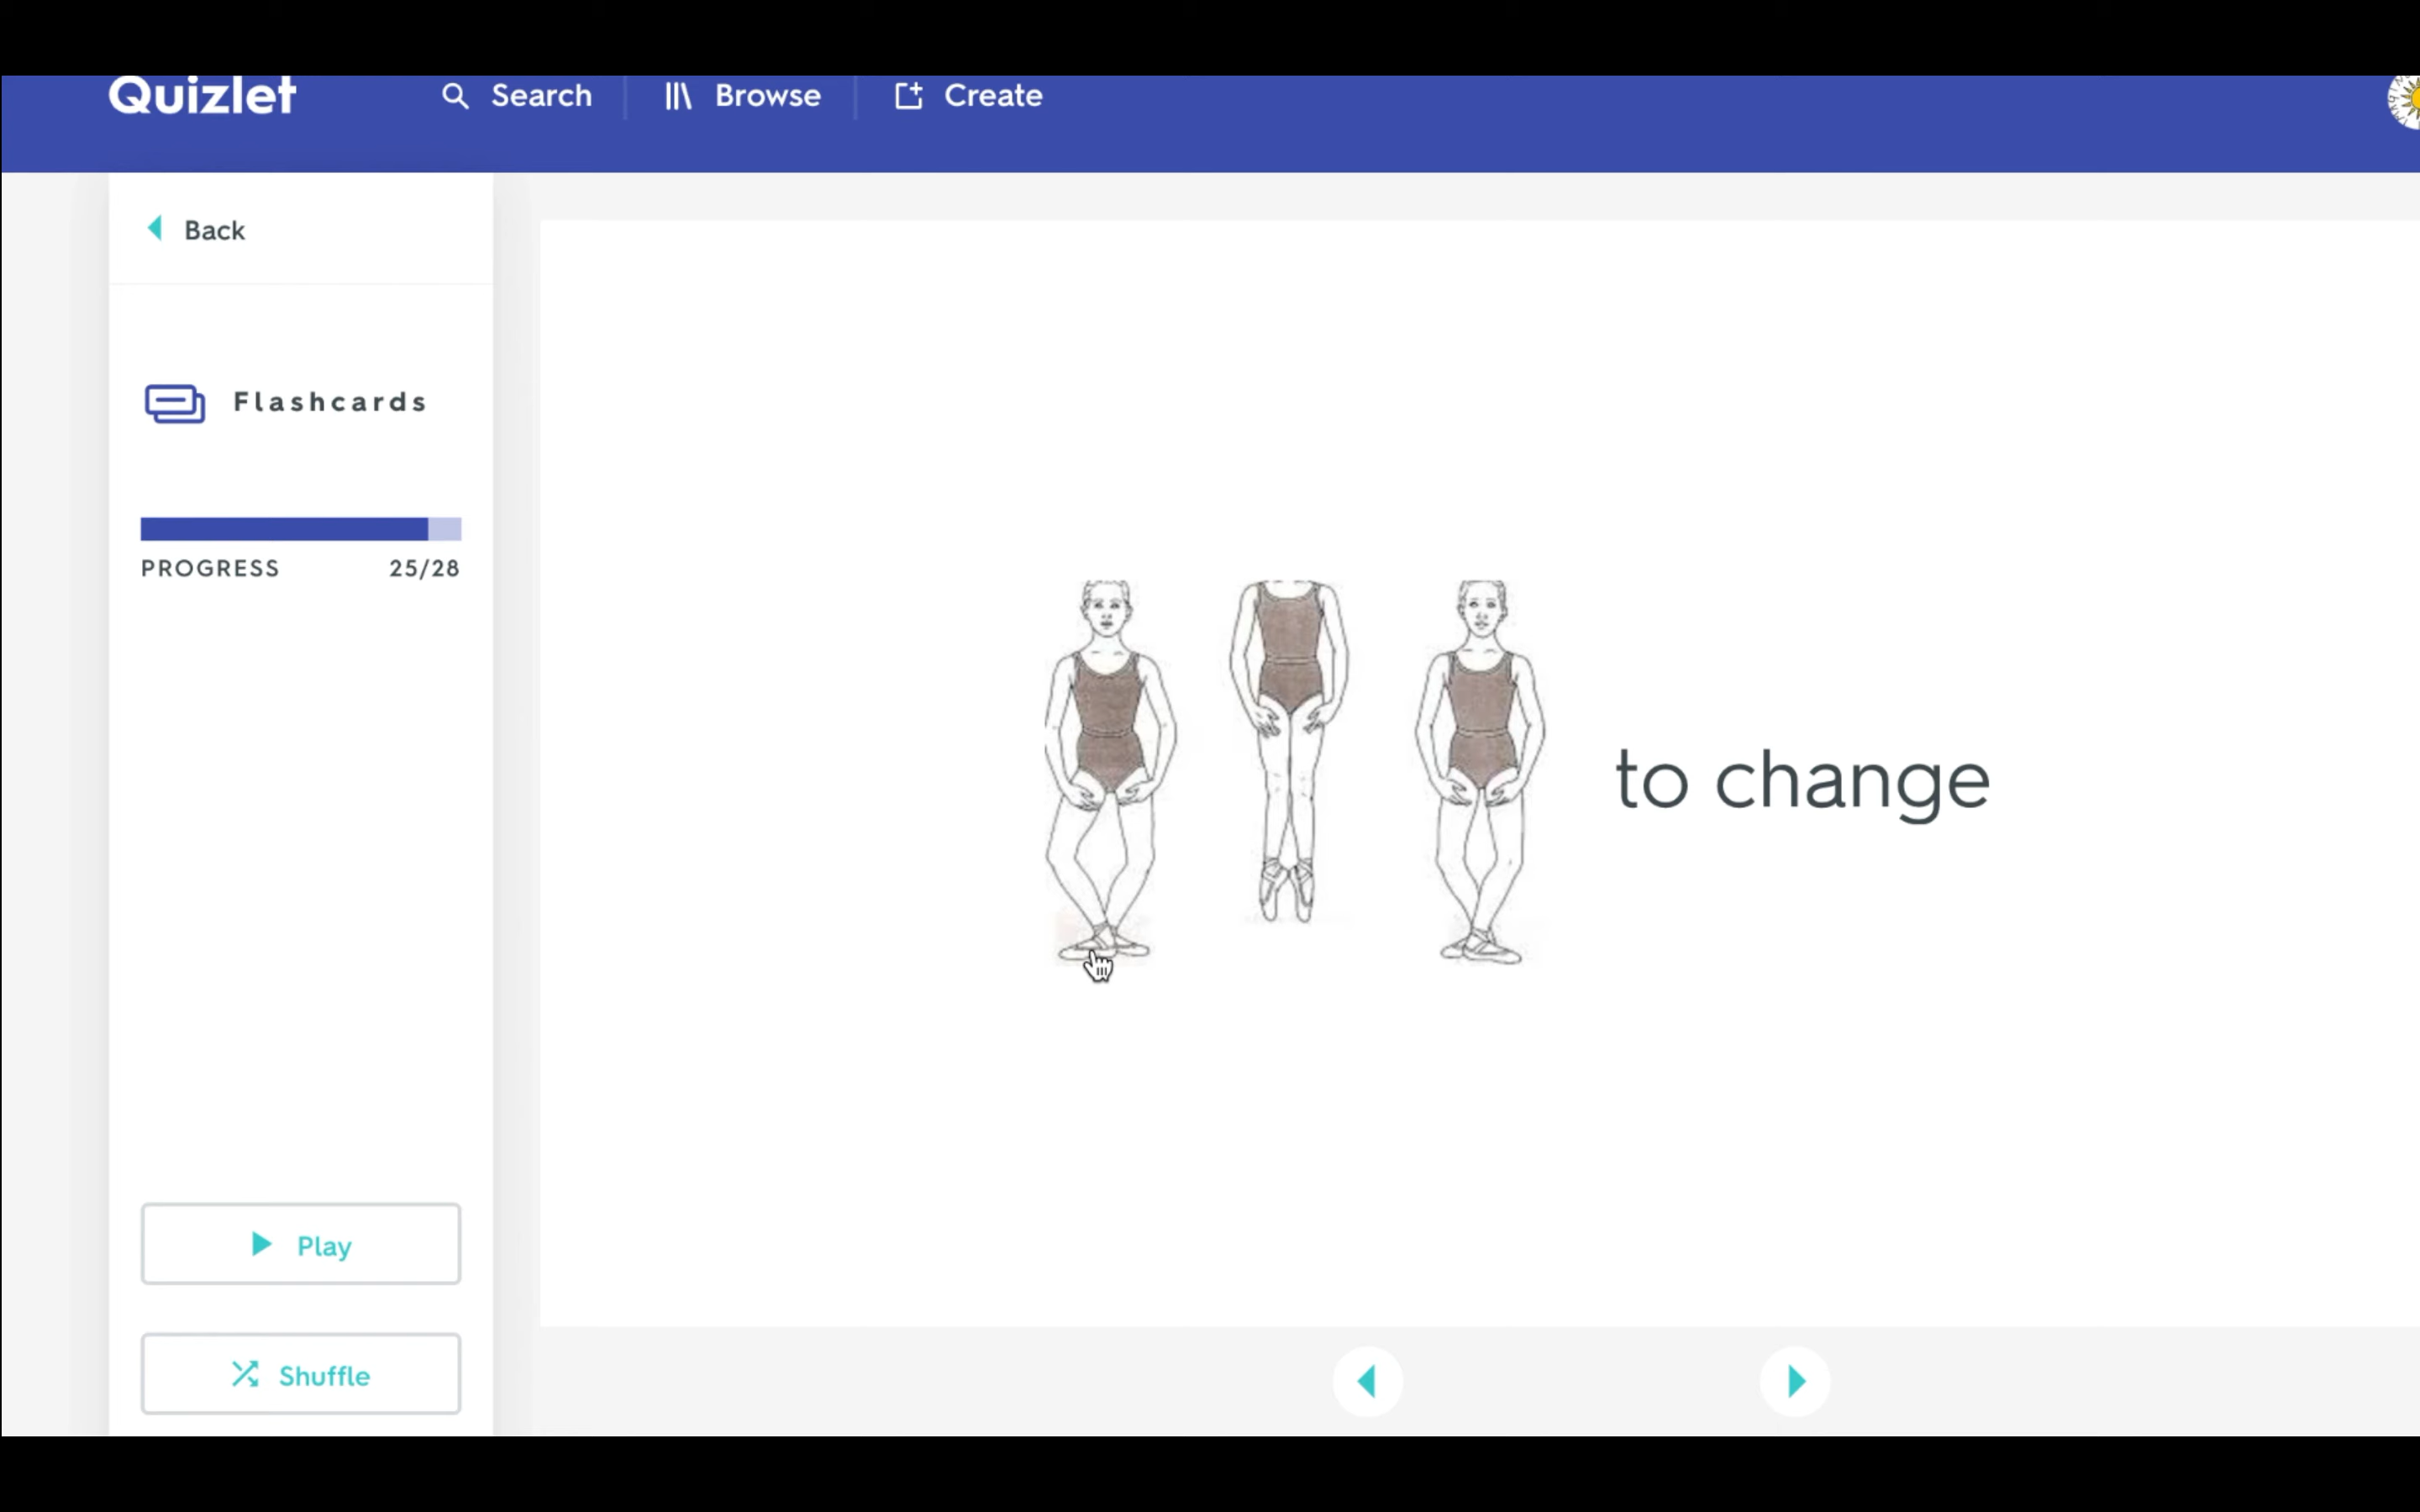 Quizlet
Search
Browse
Create
Back
Flashcards
PROGRESS 25/28
to change
Play
Shuffle